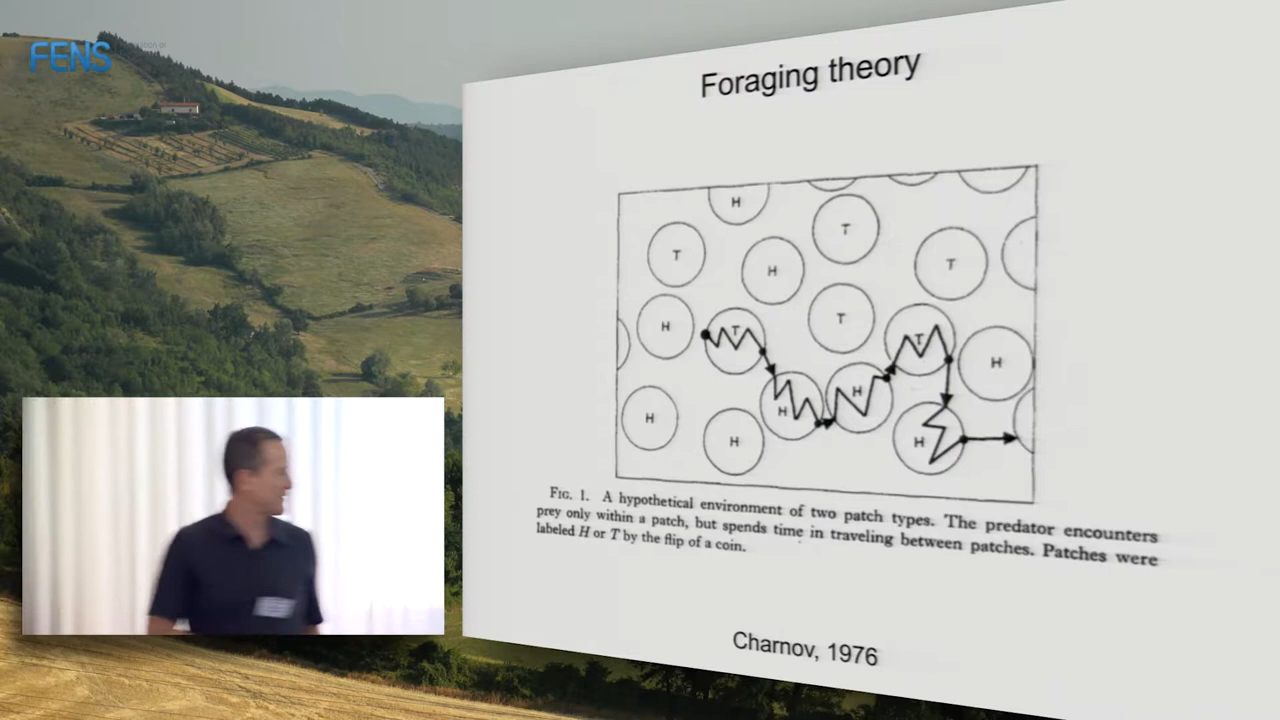 FENS
Foraging theory
H
T
T
H
T
H
T
T
T
H
H
H
H
H
H
FIG. 1. A hypothetical environment of two patch types. The predator encounters
prey only within a patch, but spends time in traveling between patches. Patches were
labeled H or T by the flip of a coin.
Charnov, 1976